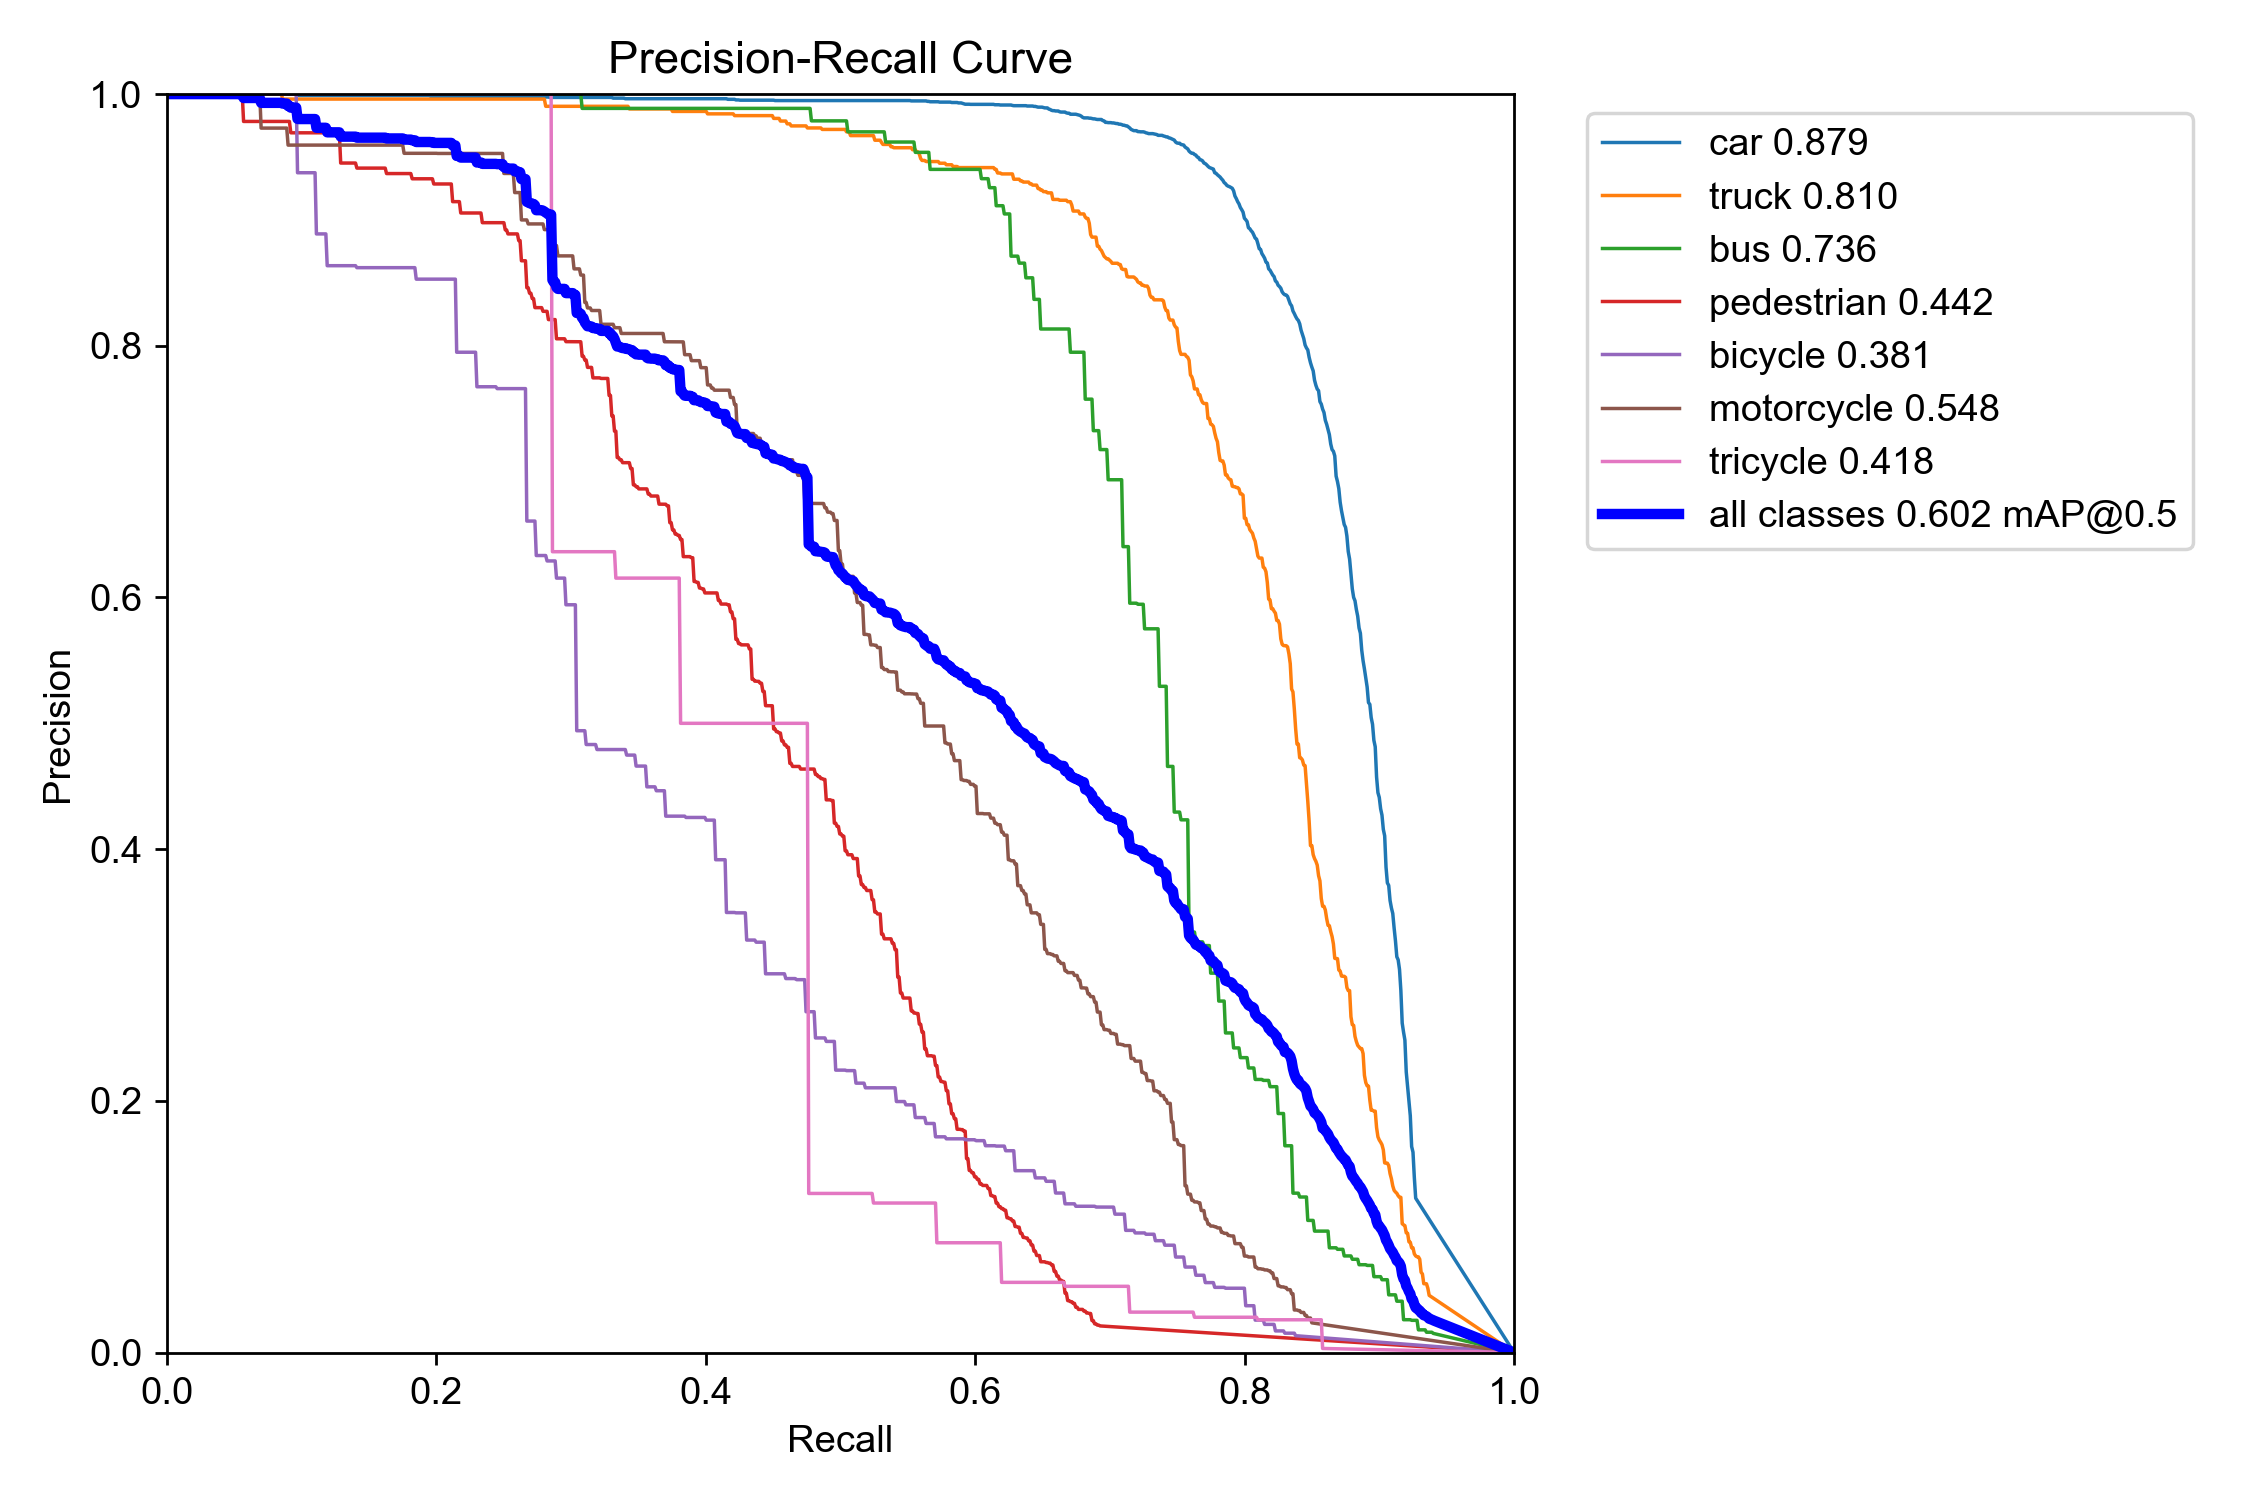 Precision-Recall Curve
1.0
0.8
0.6
0.4
0.2
0.0
Precision
0.0 0.2 0.4 0.6 0.8 1.0
Recall
car 0.879
truck 0.810
bus 0.736
pedestrian 0.442
bicycle 0.381
motorcycle 0.548
tricycle 0.418
all classes 0.602 mAP@0.5